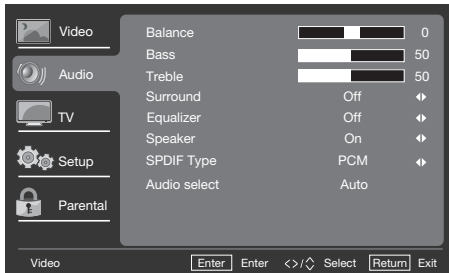 Video
Audio
TV
Setup
Parental
Balance 0
Bass 50
Treble 50
Surround Off
Equalizer Off
Speaker On
SPDIF Type PCM
Audio select Auto
Video Enter Enter <>/ Select Return Exit